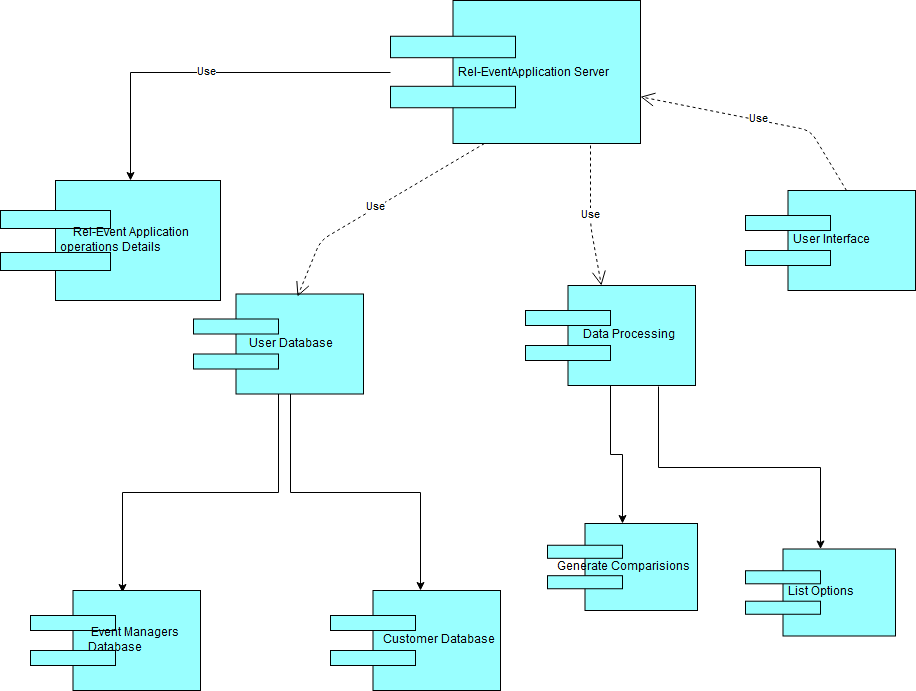 Rel-EventApplication Server
Use
Use
Use
Use
Rel-Event Application
operations Details
User Interface
User Database
Data Processing
Generate Comparisions
List Options
Event Managers
Database
Customer Database